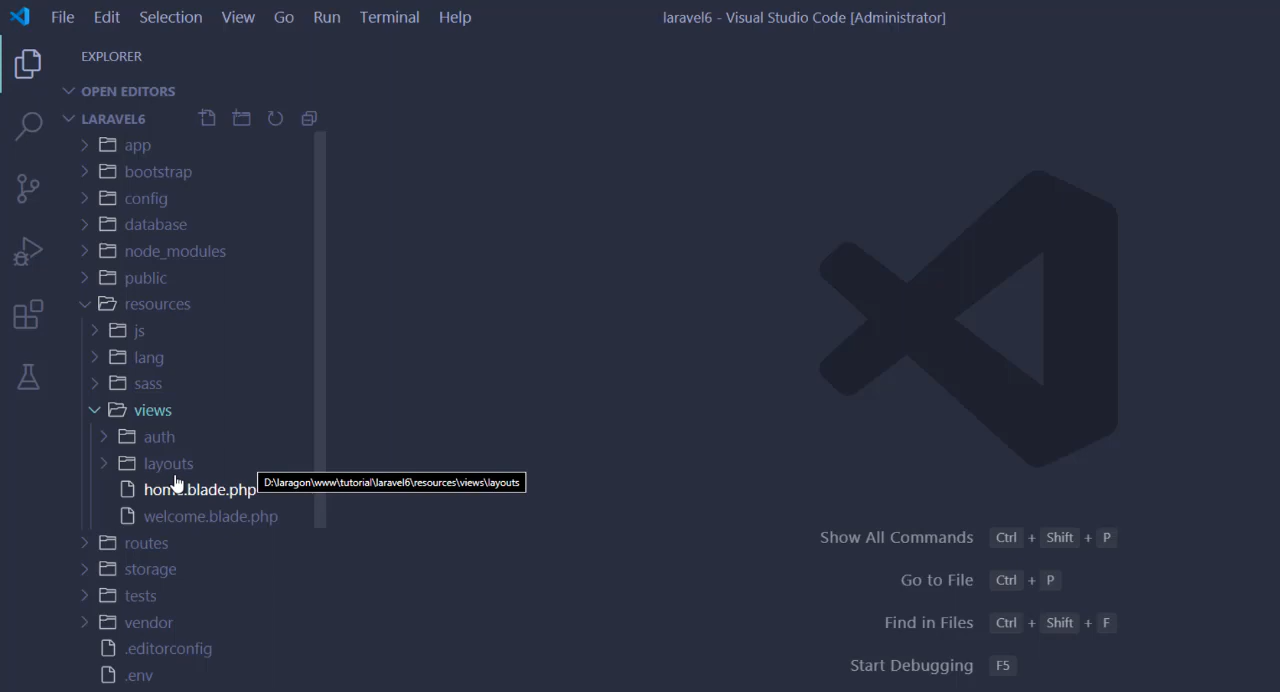 File Edit Selection View Go Run Terminal Help
laravel6 - Visual Studio Code [Administrator]
EXPLORER
OPEN EDITORS
LARAVEL6
app
bootstrap
config
database
node_modules
public
resources
js
lang
sass
views
auth
layouts
D:\laragon\www\tutorial\laravel6\resources\views\layouts
home.blade.php
welcome.blade.php
routes
storage
tests
vendor
.editorconfig
.env
Show All Commands Ctrl + Shift + P
Go to File Ctrl + P
Find in Files Ctrl + Shift + F
Start Debugging F5